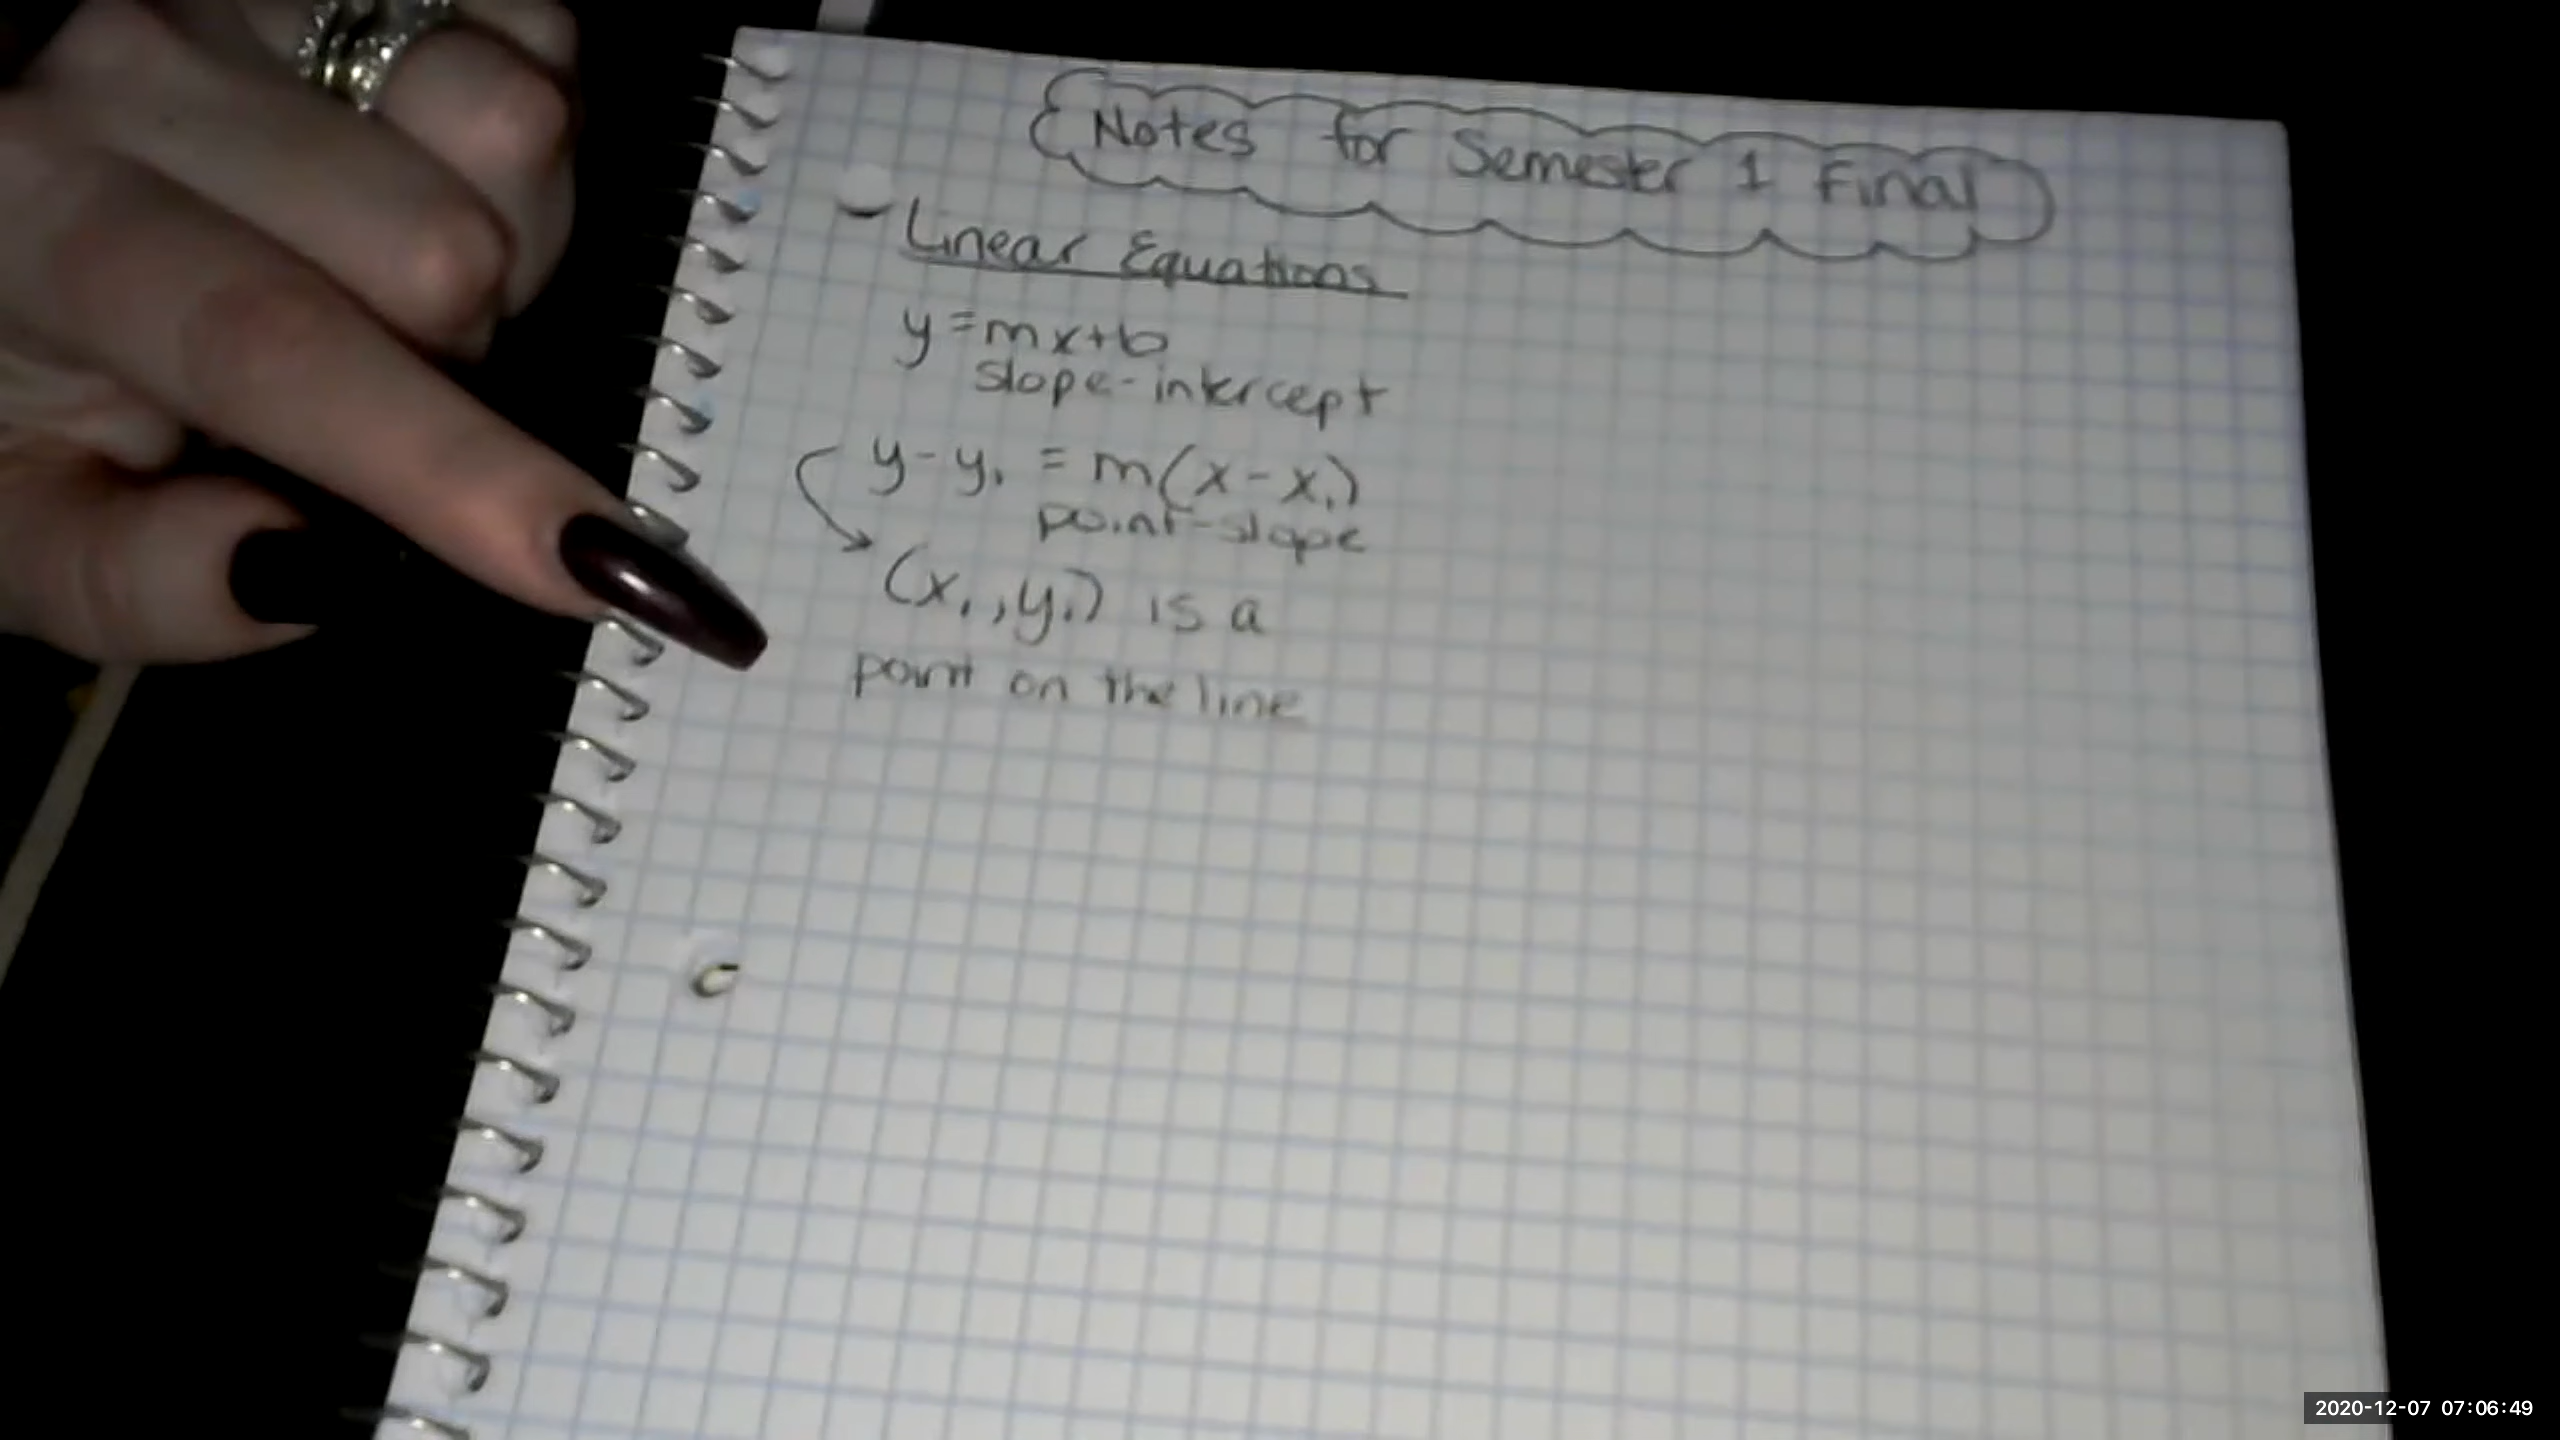 Notes for Semester 1 Final
- Linear Equations
y = mx + b
slope-intercept
y - y₁ = m(x - x₁)
point-slope
(x₁, y₁) is a
point on the line
2020-12-07 07:06:49